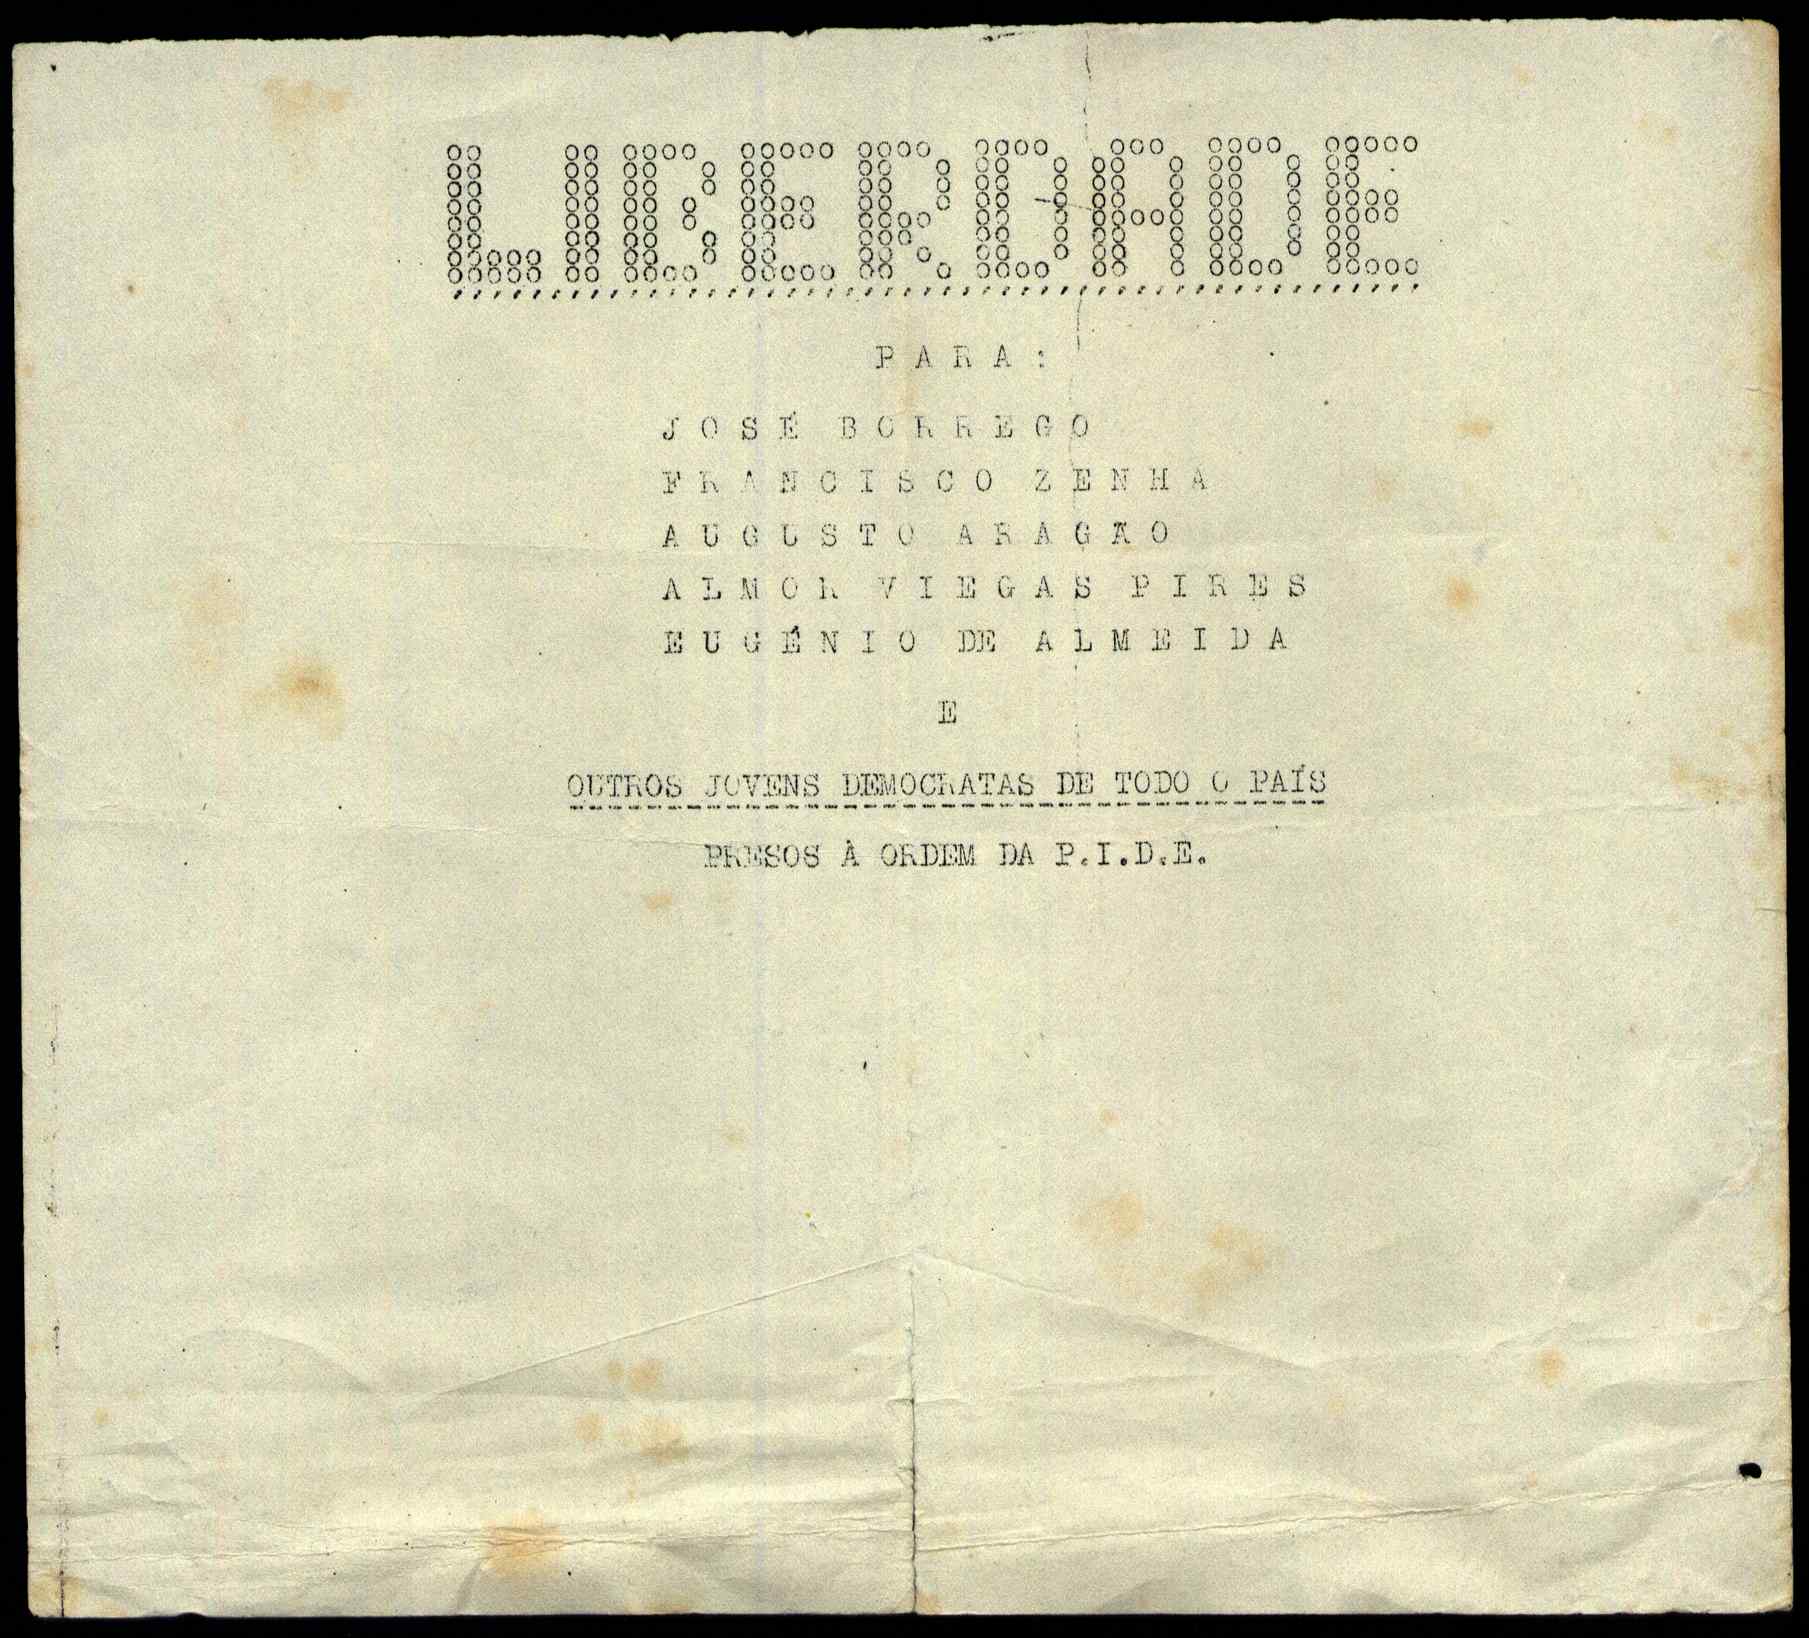 LIBERDADE
PARA:
JOSÉ BORREGO
FRANCISCO ZENHA
AUGUSTO ARAGÃO
ALMOR VIEGAS PIRES
EUGÉNIO DE ALMEIDA
E
OUTROS JOVENS DEMOCRATAS DE TODO O PAÍS
PRESOS À ORDEM DA P.I.D.E.